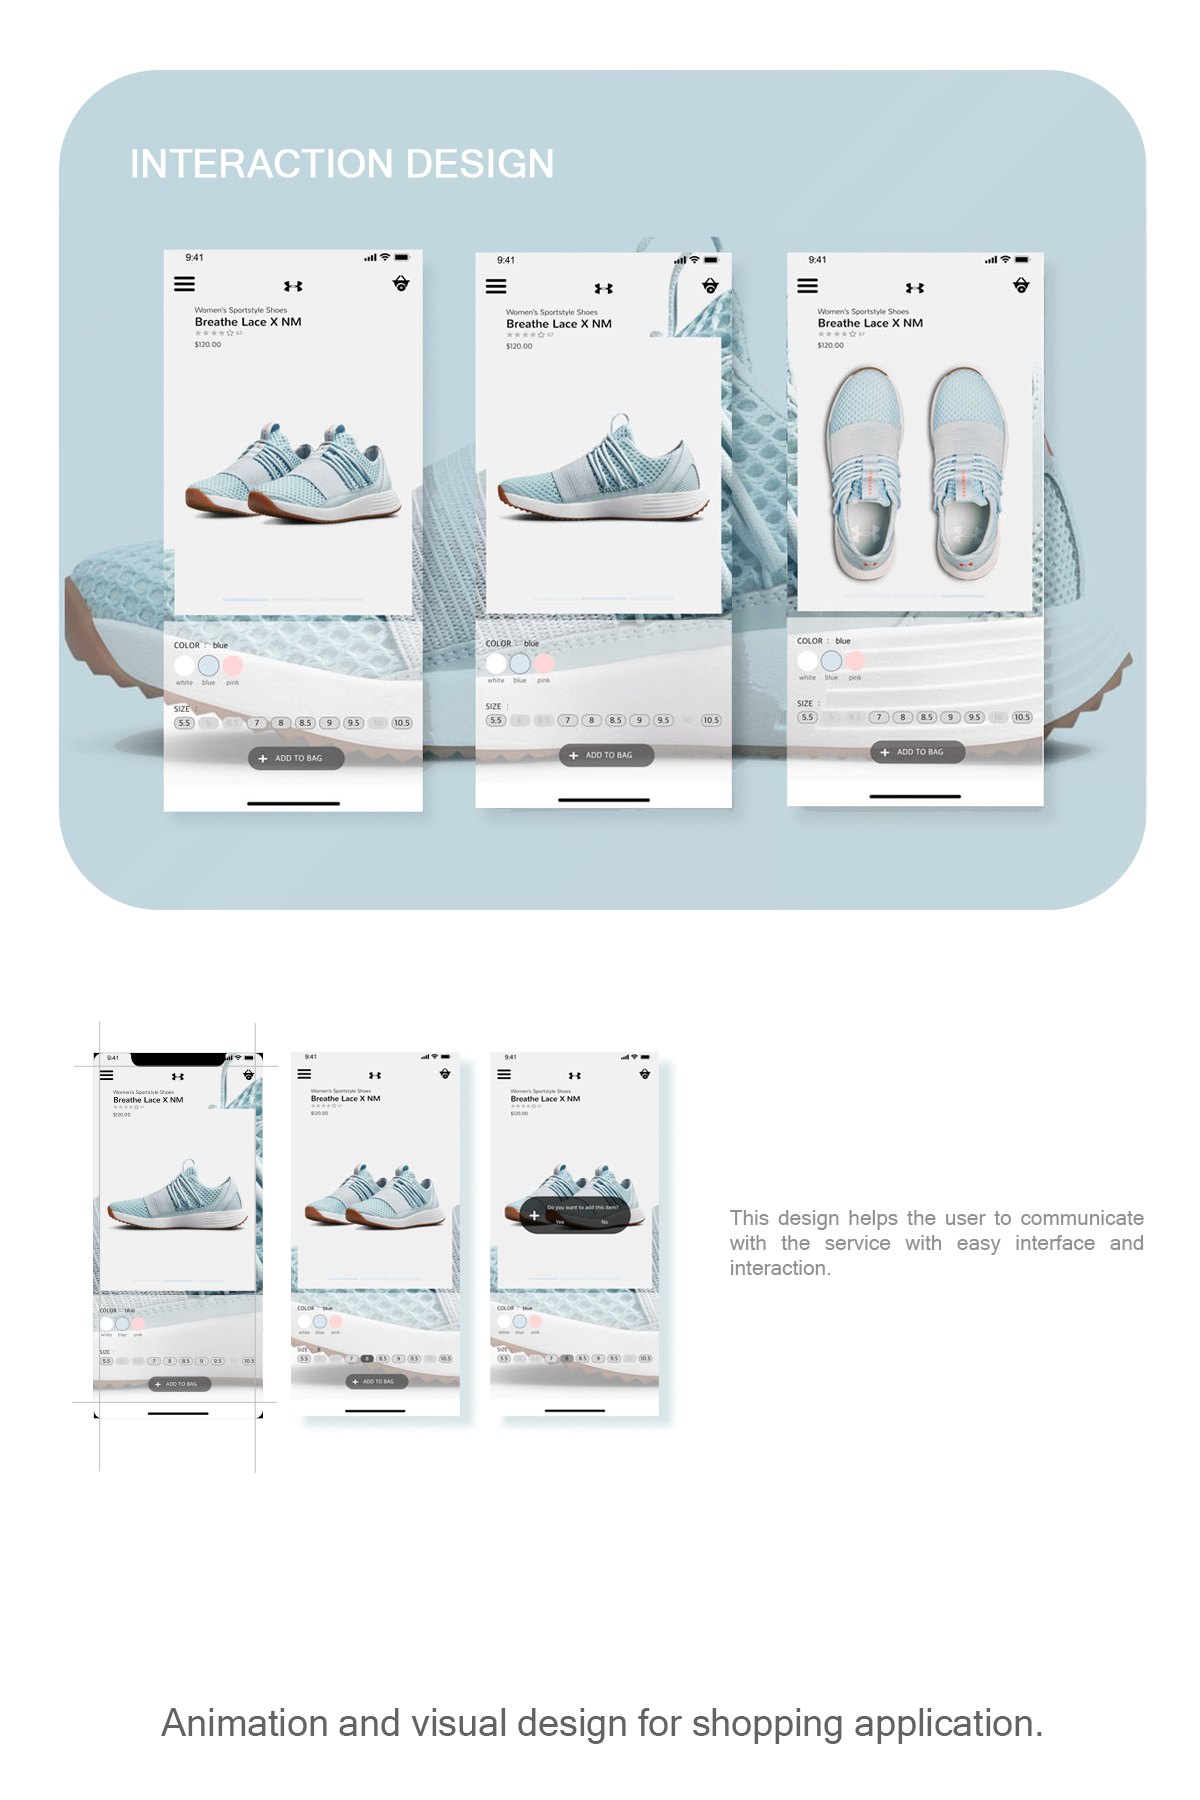 INTERACTION DESIGN
9:41
Women's Sportstyle Shoes
Breathe Lace X NM
67
$120.00
COLOR : blue
white blue pink
SIZE :
5.5 6 6.5 7 8 8.5 9 9.5 10 10.5
+ ADD TO BAG
9:41
Women's Sportstyle Shoes
Breathe Lace X NM
67
$120.00
COLOR : blue
white blue pink
SIZE :
5.5 6 6.5 7 8 8.5 9 9.5 10 10.5
+ ADD TO BAG
9:41
Women's Sportstyle Shoes
Breathe Lace X NM
67
$120.00
COLOR : blue
white blue pink
SIZE :
5.5 6 6.5 7 8 8.5 9 9.5 10 10.5
+ ADD TO BAG
9:41
Women's Sportstyle Shoes
Breathe Lace X NM
67
$120.00
COLOR : blue
white blue pink
SIZE :
5.5 7 8 8.5 9 9.5 10 10.5
+ ADD TO BAG
9:41
Women's Sportstyle Shoes
Breathe Lace X NM
67
$120.00
COLOR : blue
white blue pink
SIZE : 8
5.5 7 8 8.5 9 9.5 10 10.5
+ ADD TO BAG
9:41
Women's Sportstyle Shoes
Breathe Lace X NM
67
$120.00
Do you want to add this item?
Yes No
COLOR : blue
white blue pink
SIZE : 8
5.5 7 8 8.5 9 9.5 10 10.5
This design helps the user to communicate
with the service with easy interface and
interaction.
Animation and visual design for shopping application.